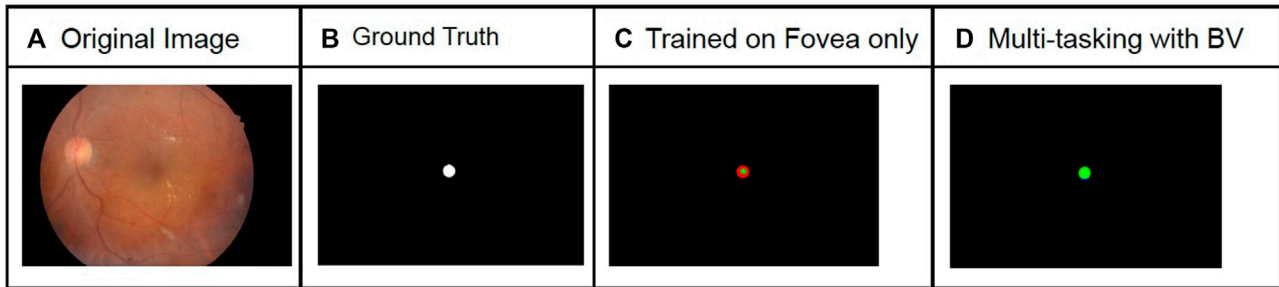 A Original Image
B Ground Truth
C Trained on Fovea only
D Multi-tasking with BV